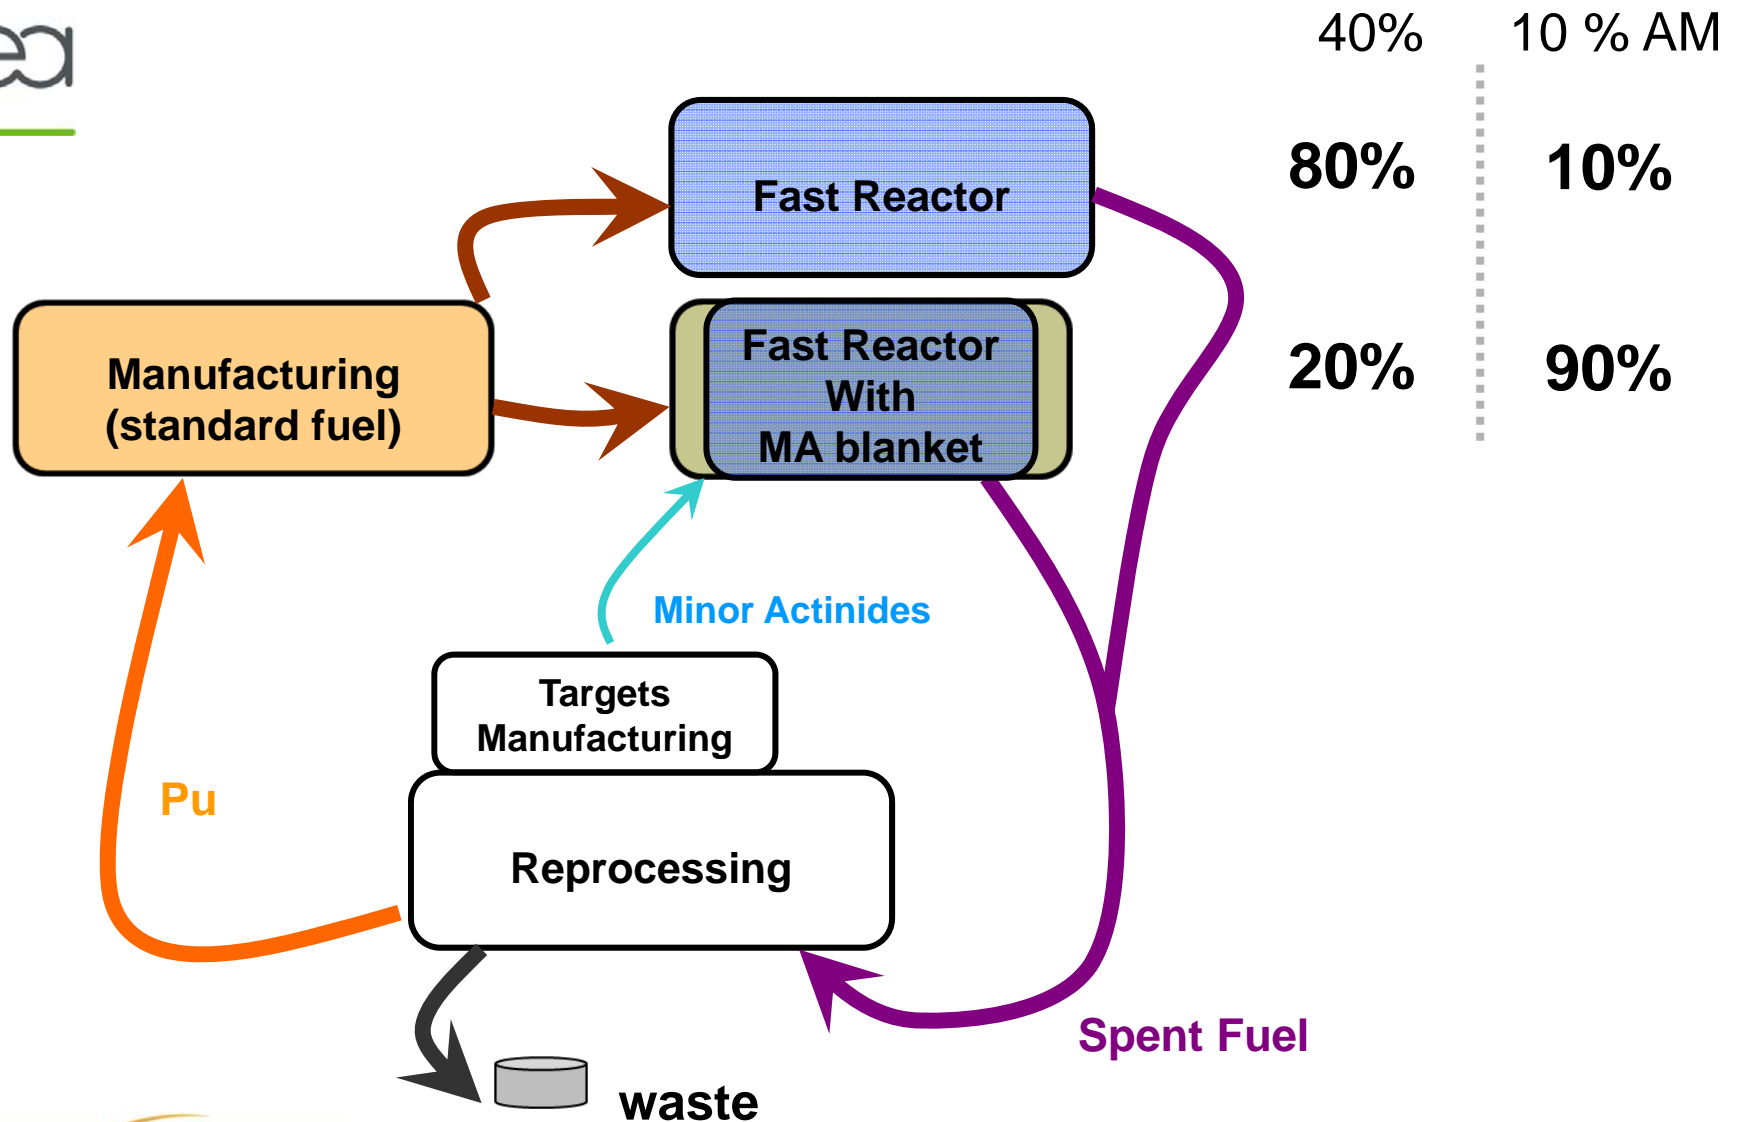 ea
40% 10 % AM
80% 10%
Fast Reactor
20% 90%
Fast Reactor
With
MA blanket
Manufacturing
(standard fuel)
Minor Actinides
Targets
Manufacturing
Pu
Reprocessing
Spent Fuel
waste